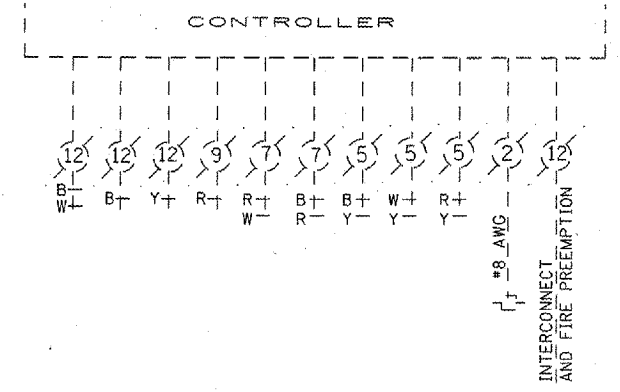 CONTROLLER
12 12 12 9 7 7 5 5 5 2 12
B B Y R R B B W R
W W R Y Y Y
#8 AWG
INTERCONNECT
AND FIRE PREEMPTION